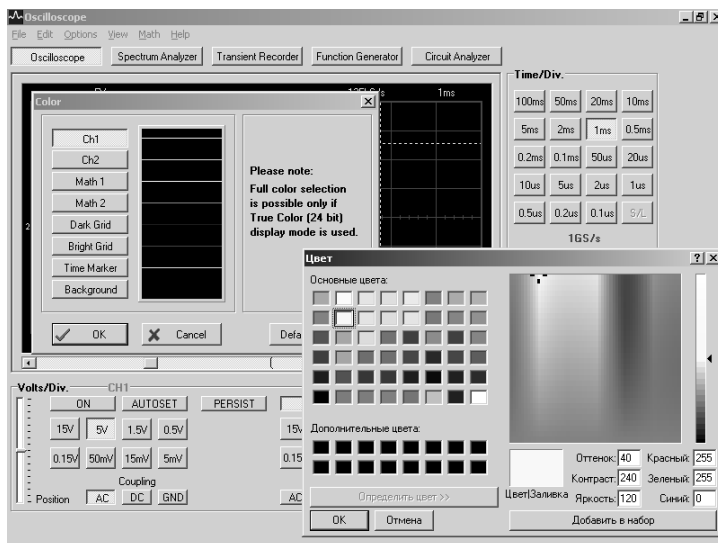 Oscilloscope
File Edit Options View Math Help
Oscilloscope Spectrum Analyzer Transient Recorder Function Generator Circuit Analyzer
1ms
Color
Ch1
Ch2
Math 1
Math 2
Dark Grid
Bright Grid
Time Marker
Background
Please note:
Full color selection
is possible only if
True Color (24 bit)
display mode is used.
OK Cancel Defa
Time/Div.
100ms 50ms 20ms 10ms
5ms 2ms 1ms 0.5ms
0.2ms 0.1ms 50us 20us
10us 5us 2us 1us
0.5us 0.2us 0.1us S/L
1GS/s
Цвет
Основные цвета:
Дополнительные цвета:
Определить цвет >>
OK Отмена
Цвет|Заливка
Оттенок: 40 Красный: 255
Контраст: 240 Зеленый: 255
Яркость: 120 Синий: 0
Добавить в набор
Volts/Div. CH1
ON AUTOSET PERSIST
15V 5V 1.5V 0.5V 15V
0.15V 50mV 15mV 5mV 0.15
Coupling
Position AC DC GND AC